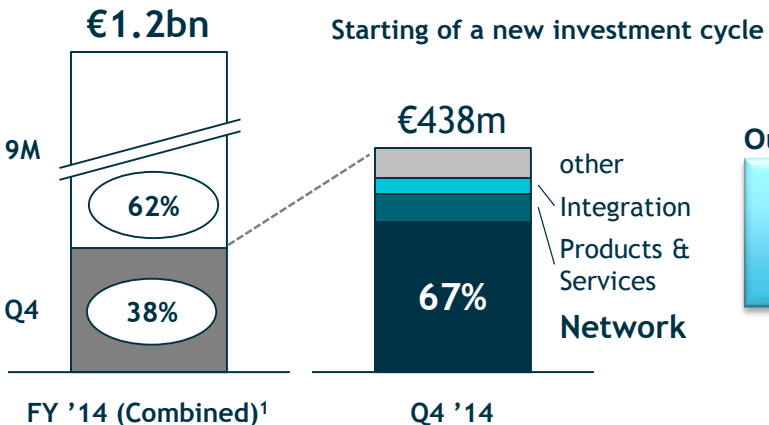 €1.2bn
Starting of a new investment cycle
€438m
9M
62%
Q4
38%
67%
other
Integration
Products &
Services
Network
FY ’14 (Combined)¹
Q4 ’14